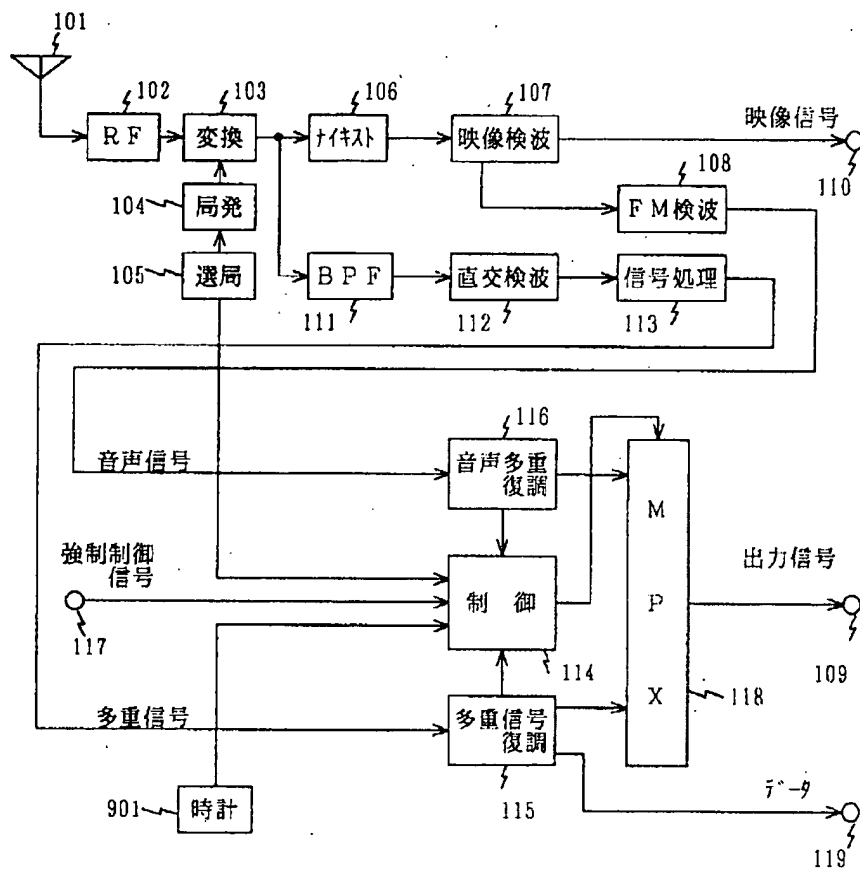 101
102
103
106
107
映像信号
RF
変換
ナイキスト
映像検波
108
110
104
局発
FM検波
105
選局
BPF
直交検波
信号処理
111
112
113
116
音声信号
音声多重
復調
M
強制制御
信号
出力信号
制御
P
117
114
109
118
多重信号
多重信号
復調
X
901
時計
115
データ
119